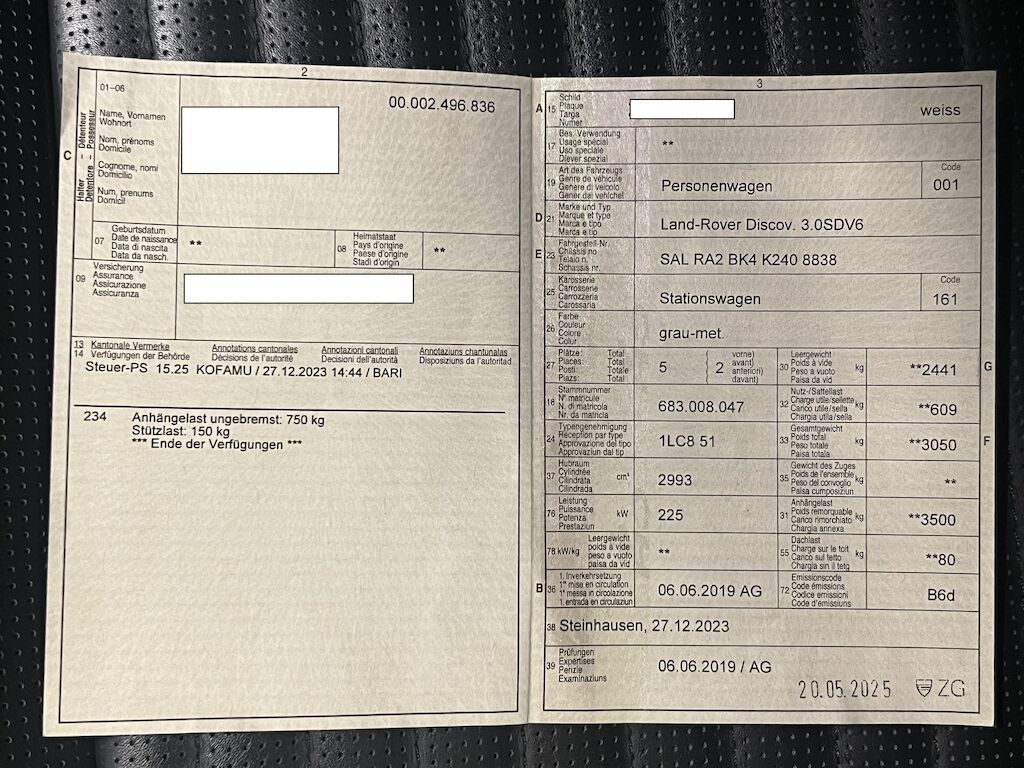 2
01–06
00.002.496.836
C
Halter – Détenteur
Detentore – Possessur
Name, Vornamen
Wohnort
Nom, prénoms
Domicile
Cognome, nomi
Domicilio
Num, prenums
Domicil
07
Geburtsdatum
Date de naissance
Data di nascita
Data da nasch.
**
08
Heimatstaat
Pays d'origine
Paese d'origine
Stadi d'origin
**
09
Versicherung
Assurance
Assicurazione
Assicuranza
13 Kantonale Vermerke
14 Verfügungen der Behörde
Annotations cantonales
Décisions de l'autorité
Annotazioni cantonali
Decisioni dell'autorità
Annotaziuns chantunalas
Disposiziuns da l'autoritad
Steuer-PS 15.25 KOFAMU / 27.12.2023 14:44 / BARI
234 Anhängelast ungebremst: 750 kg
Stützlast: 150 kg
*** Ende der Verfügungen ***
3
A 15
Schild
Plaque
Targa
Numer
weiss
17
Bes. Verwendung
Usage spécial
Uso speciale
Diever spezial
**
19
Art des Fahrzeugs
Genre de véhicule
Genere di veicolo
Gener dal vehichel
Personenwagen
Code
001
D 21
Marke und Typ
Marque et type
Marca e tipo
Marca e tip
Land-Rover Discov. 3.0SDV6
E 23
Fahrgestell-Nr.
Châssis no
Telaio n.
Schassis nr.
SAL RA2 BK4 K240 8838
25
Karosserie
Carrosserie
Carrozzeria
Carossaria
Stationswagen
Code
161
26
Farbe
Couleur
Colore
Colur
grau-met.
27
Plätze: Total
Places: Total
Posti: Totale
Plazs: Total
5
2
vorne)
avant)
anteriori)
davant)
30
Leergewicht
Poids à vide
Peso a vuoto
Paisa da vid
kg
**2441
G
18
Stammnummer
N° matricule
N. di matricola
Nr. da matricla
683.008.047
32
Nutz-/Sattellast
Charge utile/sellette
Carico utile/sella
Chargia utila/sella
kg
**609
24
Typengenehmigung
Réception par type
Approvazione del tipo
Approvaziun dal tip
1LC8 51
33
Gesamtgewicht
Poids total
Peso totale
Paisa totala
kg
**3050
F
37
Hubraum
Cylindrée
Cilindrata
Cilindrada
cm³
2993
35
Gewicht des Zuges
Poids de l'ensemble
Peso del convoglio
Paisa cumposiziun
kg
**
76
Leistung
Puissance
Potenza
Prestaziun
kW
225
31
Anhängelast
Poids remorquable
Carico rimorchiato
Chargia annexa
kg
**3500
78 kW/kg
Leergewicht
poids à vide
peso a vuoto
paisa da vid
**
55
Dachlast
Charge sur le toit
Carico sul tetto
Chargia sin il tetg
kg
**80
B 36
1. Inverkehrsetzung
1re mise en circulation
1a messa in circolazione
1. entrada en circulaziun
06.06.2019 AG
72
Emissionscode
Code émissions
Codice emissioni
Code d'emissiuns
B6d
38 Steinhausen, 27.12.2023
39
Prüfungen
Expertises
Perizie
Examinaziuns
06.06.2019 / AG
20.05.2025 ZG